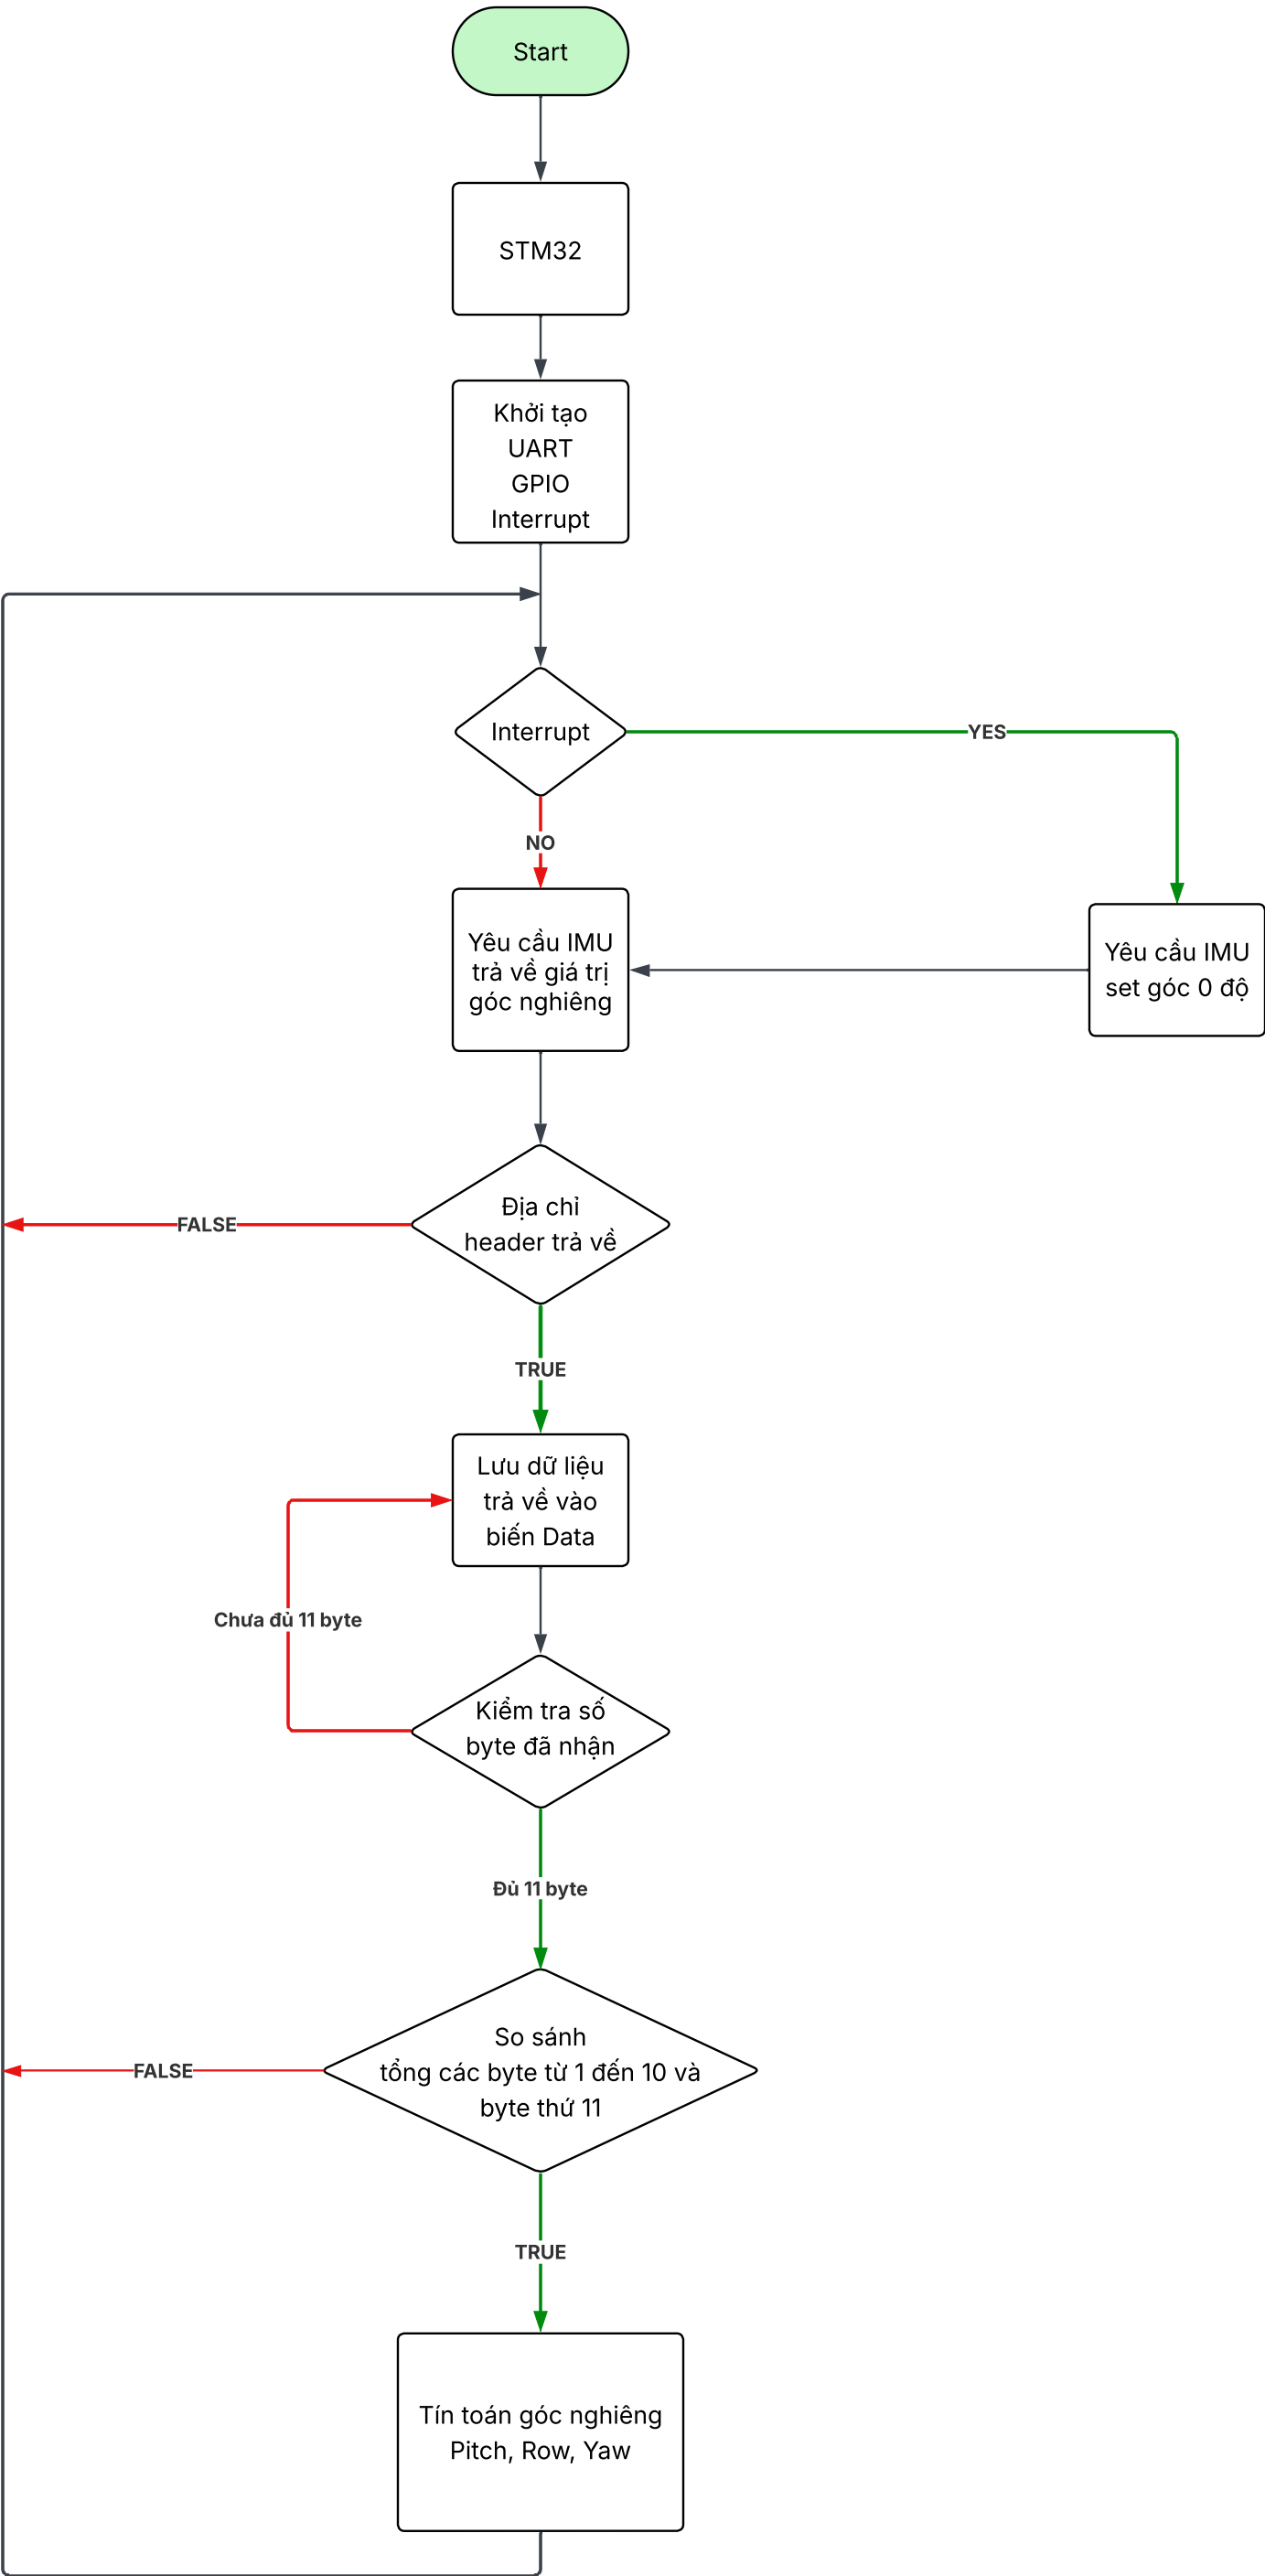 Start
STM32
Khởi tạo
UART
GPIO
Interrupt
Interrupt
YES
NO
Yêu cầu IMU
trả về giá trị
góc nghiêng
Yêu cầu IMU
set góc 0 độ
Địa chỉ
header trả về
FALSE
TRUE
Lưu dữ liệu
trả về vào
biến Data
Chưa đủ 11 byte
Kiểm tra số
byte đã nhận
Đủ 11 byte
So sánh
tổng các byte từ 1 đến 10 và
byte thứ 11
FALSE
TRUE
Tín toán góc nghiêng
Pitch, Row, Yaw